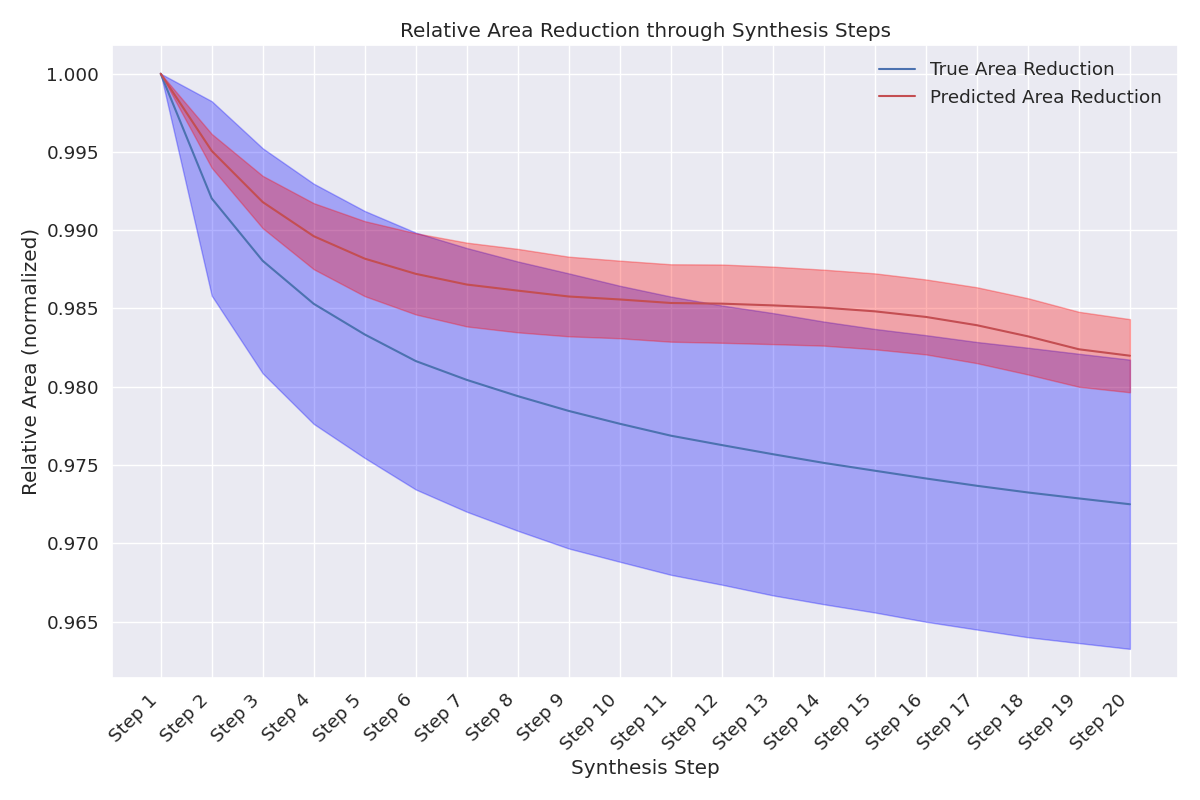 Relative Area Reduction through Synthesis Steps
True Area Reduction
Predicted Area Reduction
Relative Area (normalized)
1.000
0.995
0.990
0.985
0.980
0.975
0.970
0.965
Step 1
Step 2
Step 3
Step 4
Step 5
Step 6
Step 7
Step 8
Step 9
Step 10
Step 11
Step 12
Step 13
Step 14
Step 15
Step 16
Step 17
Step 18
Step 19
Step 20
Synthesis Step